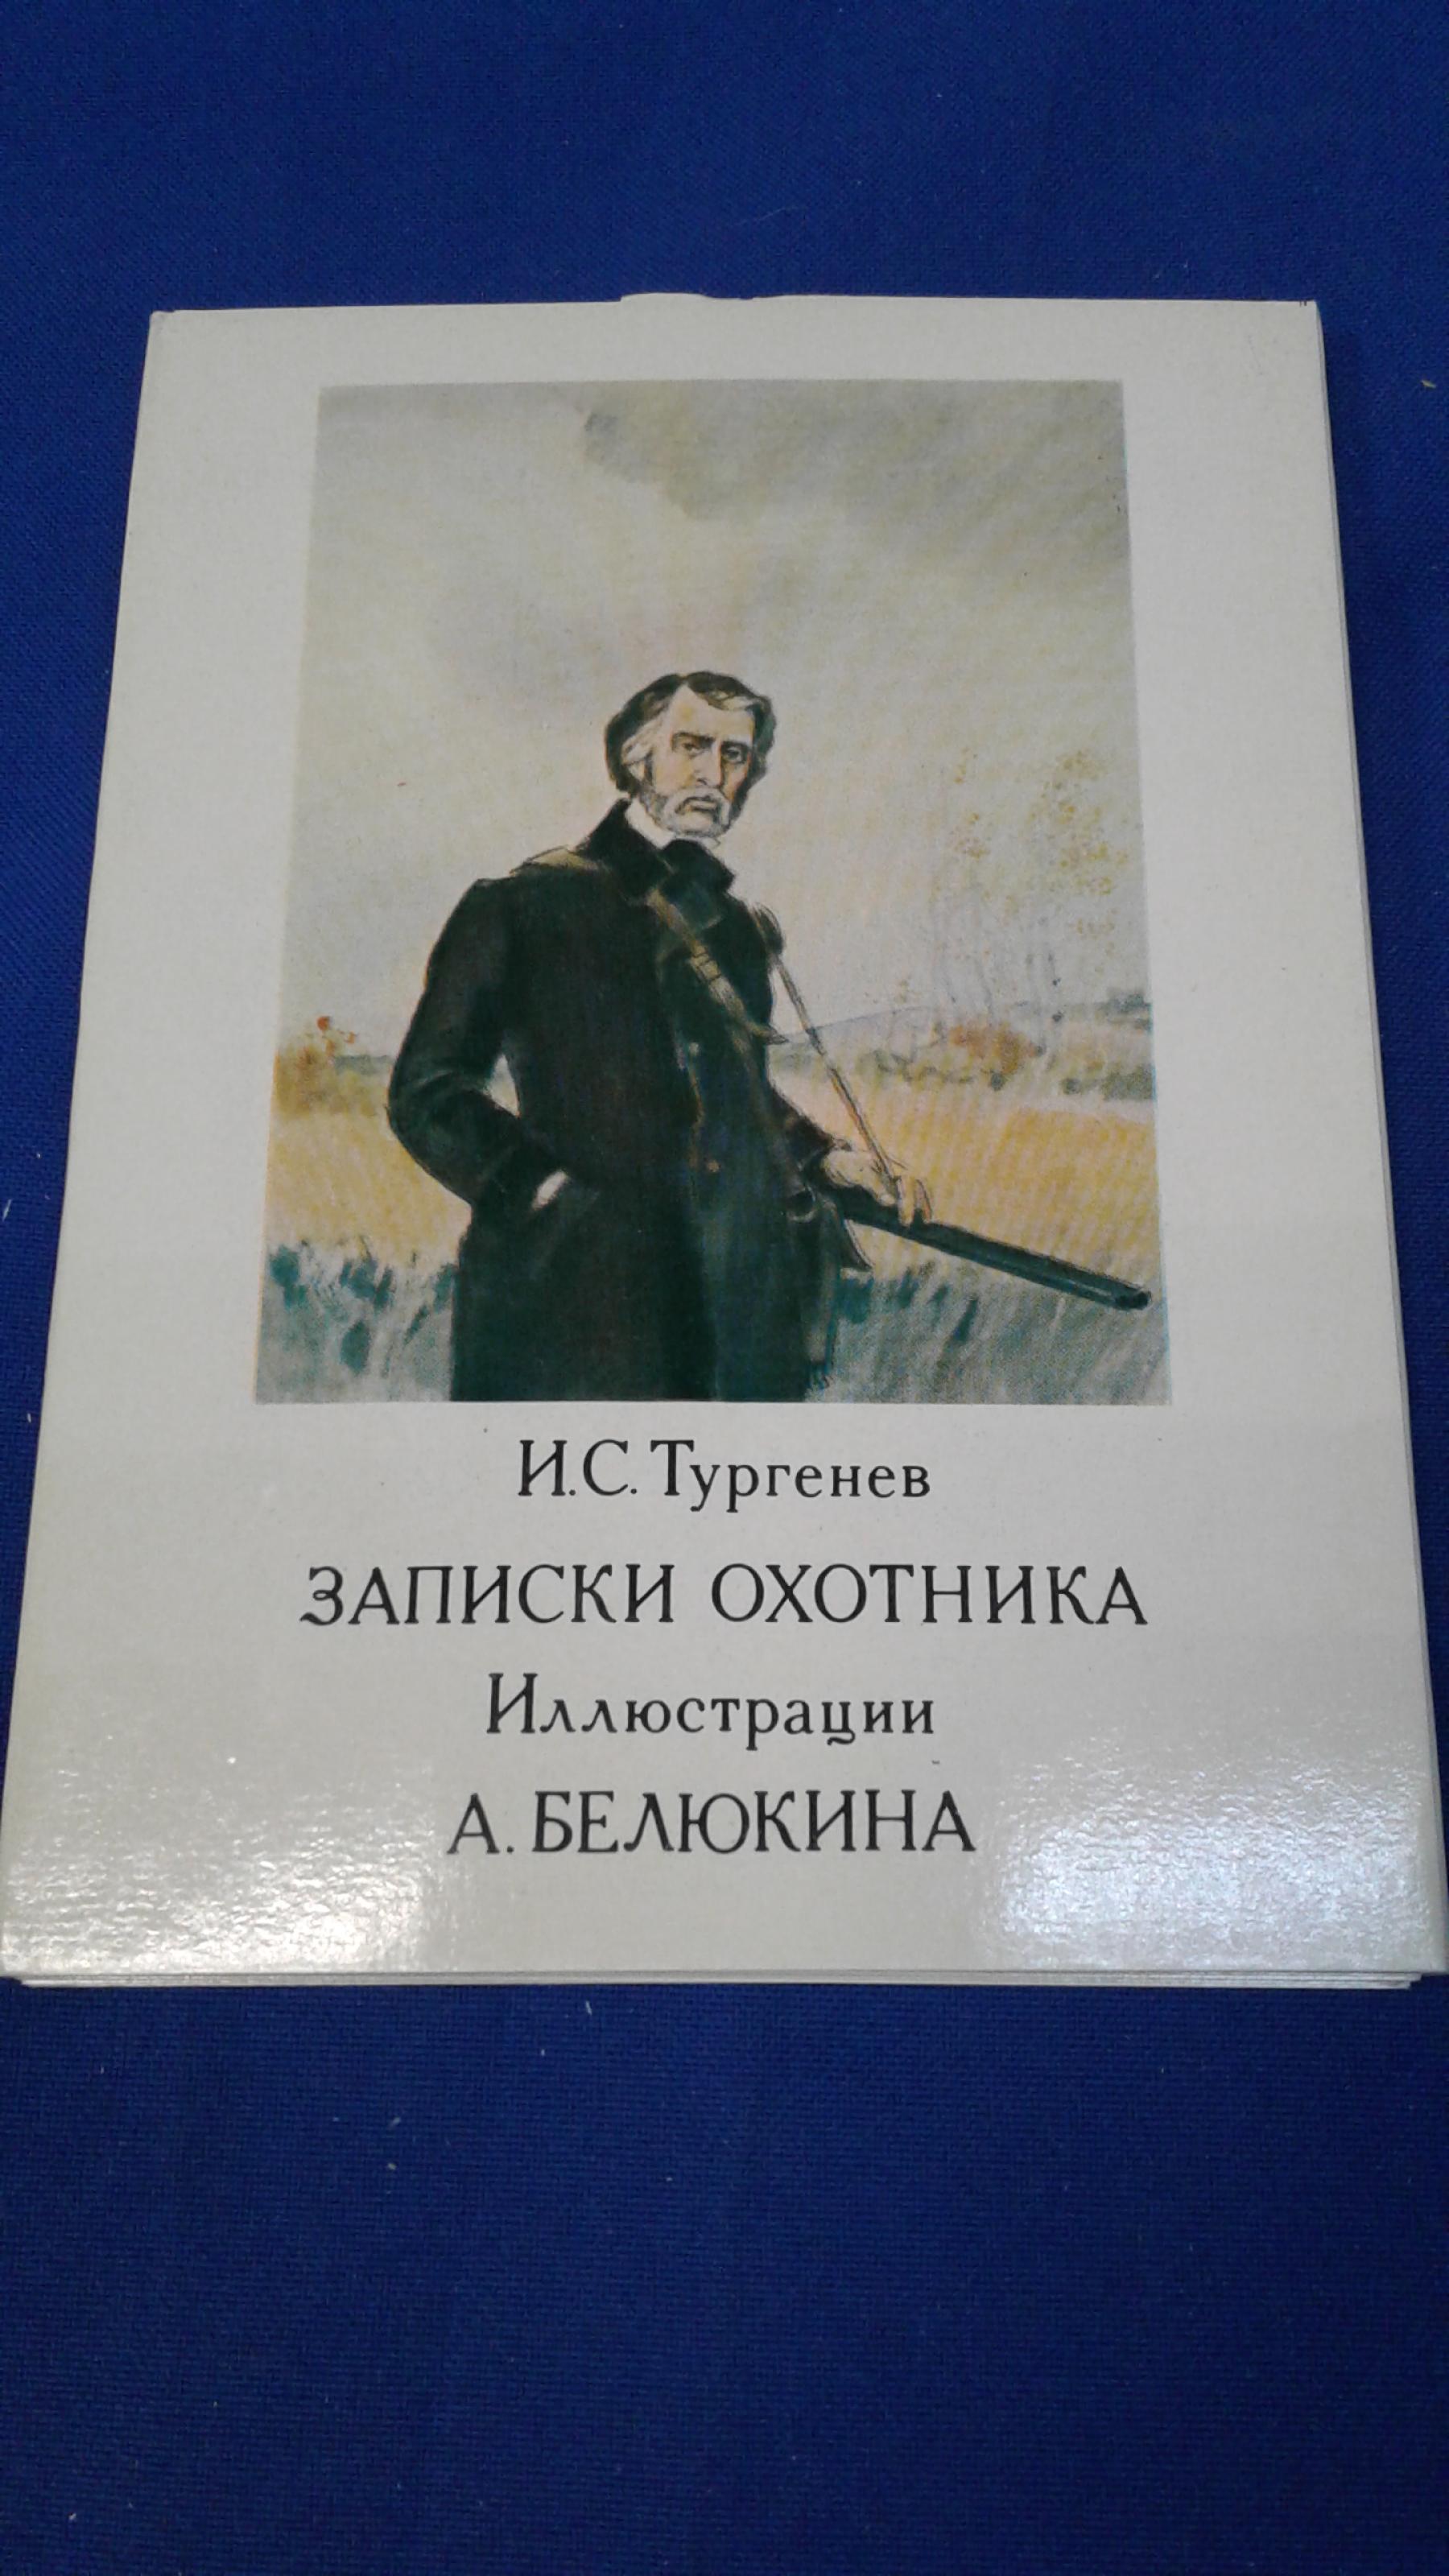 И.С. Тургенев
ЗАПИСКИ ОХОТНИКА
Иллюстрации
А. БЕЛЮКИНА